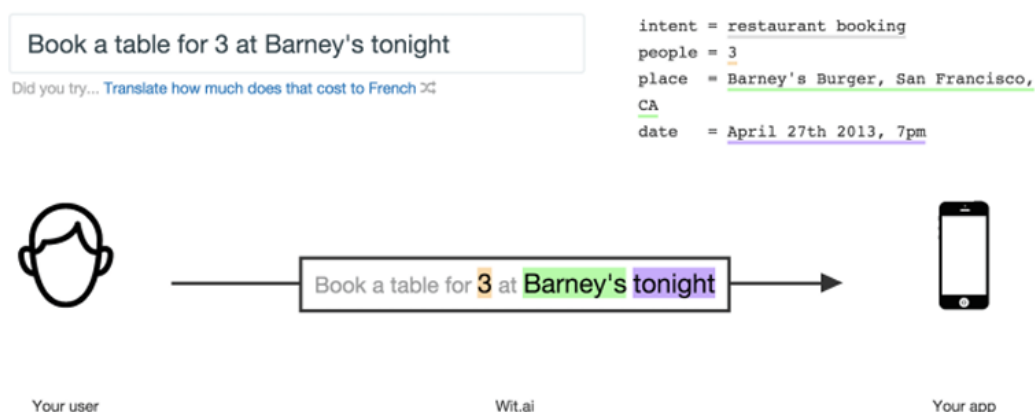 Book a table for 3 at Barney's tonight
Did you try... Translate how much does that cost to French
intent = restaurant booking
people = 3
place = Barney's Burger, San Francisco,
CA
date = April 27th 2013, 7pm
Book a table for 3 at Barney's tonight
Your user
Wit.ai
Your app